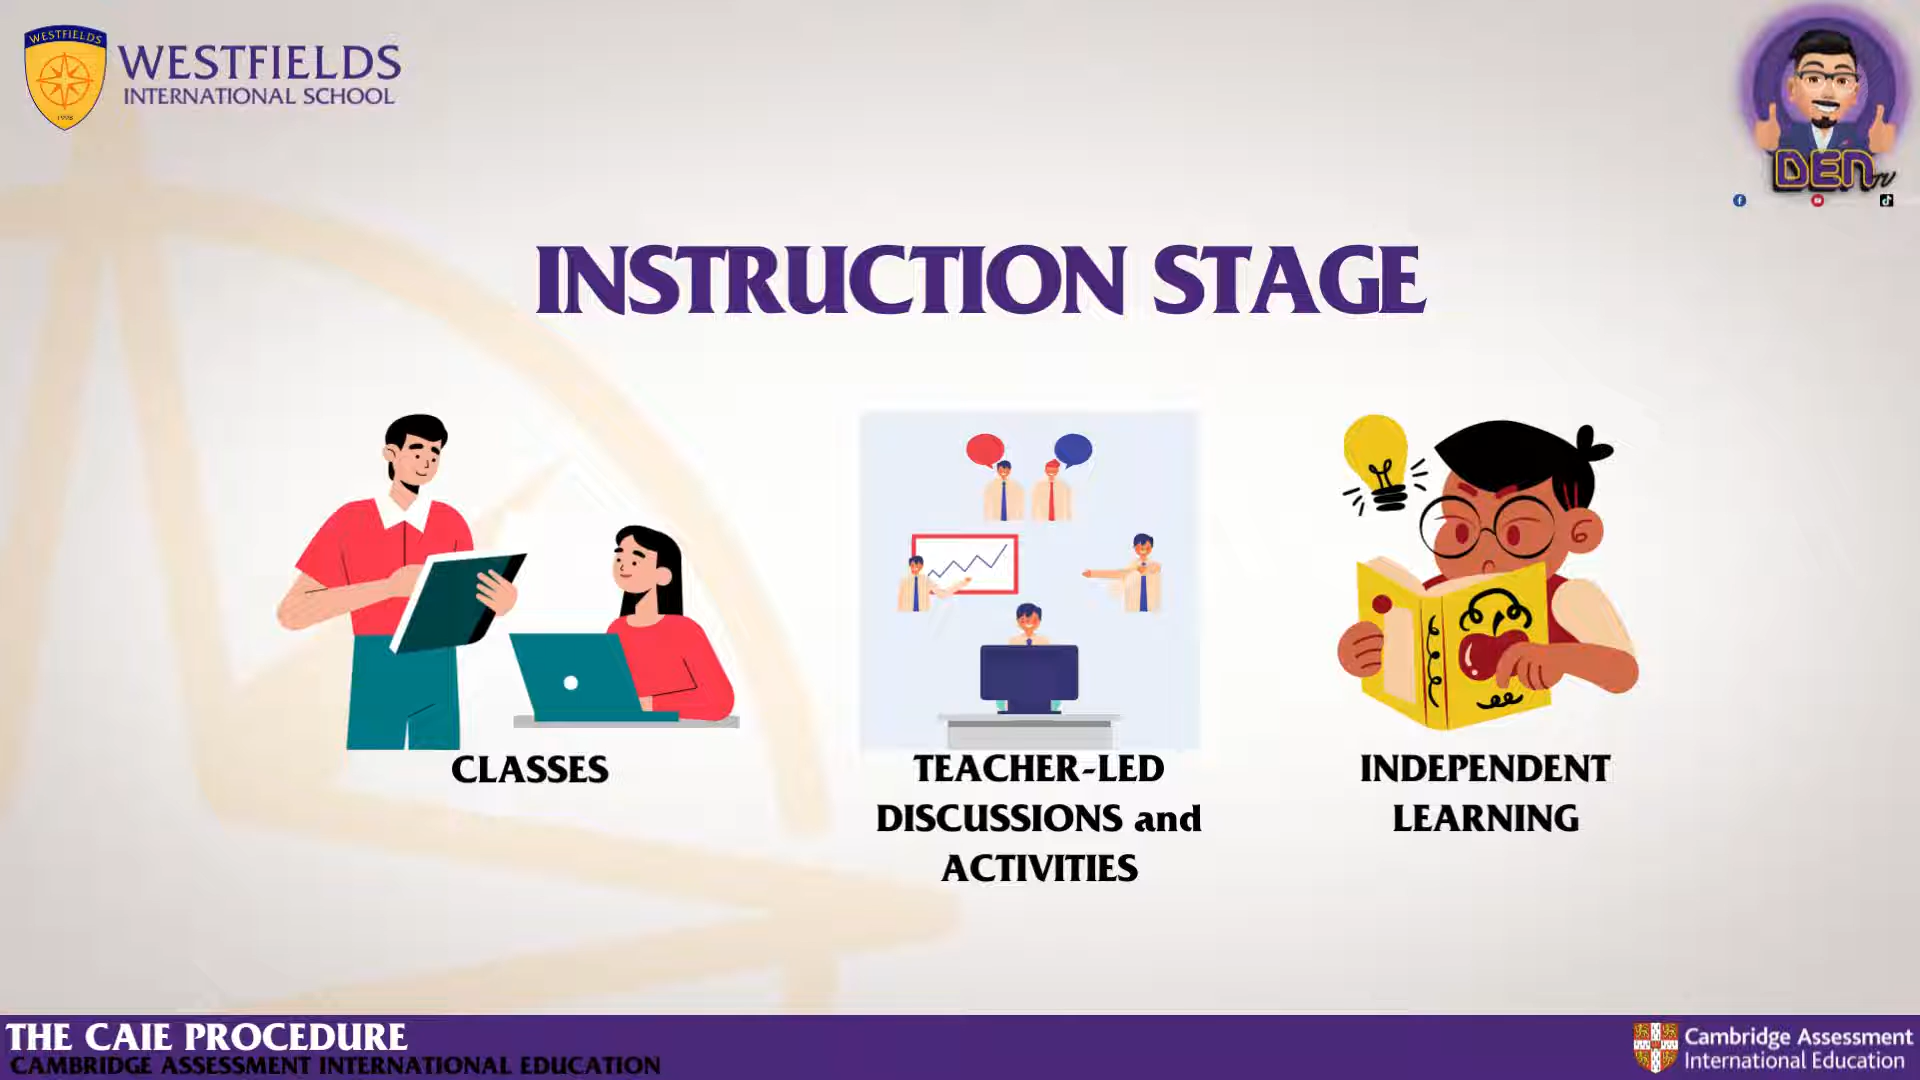 WESTFIELDS
WESTFIELDS
INTERNATIONAL SCHOOL
1998
DEN TV
INSTRUCTION STAGE
CLASSES
TEACHER-LED
DISCUSSIONS and
ACTIVITIES
INDEPENDENT
LEARNING
THE CAIE PROCEDURE
CAMBRIDGE ASSESSMENT INTERNATIONAL EDUCATION
Cambridge Assessment
International Education